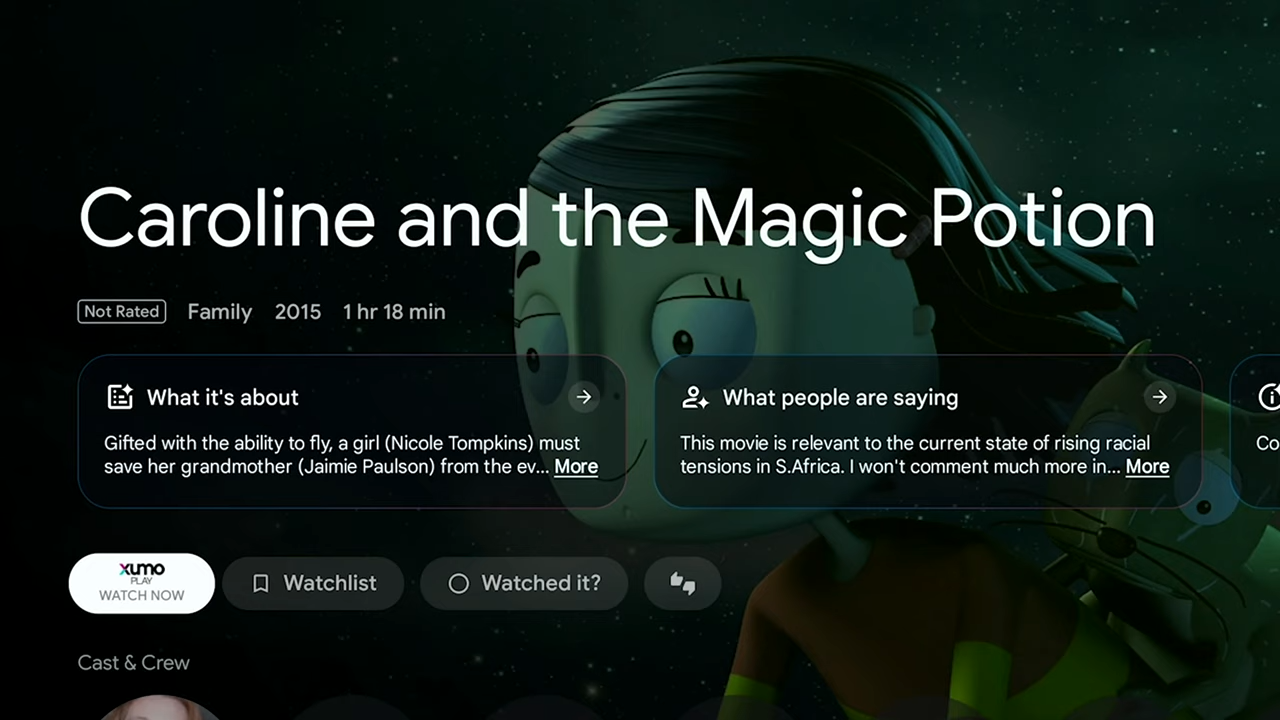 Caroline and the Magic Potion
Not Rated Family 2015 1 hr 18 min
What it's about
Gifted with the ability to fly, a girl (Nicole Tompkins) must
save her grandmother (Jaimie Paulson) from the ev... More
What people are saying
This movie is relevant to the current state of rising racial
tensions in S.Africa. I won't comment much more in... More
Co
xumo
PLAY
WATCH NOW
Watchlist
Watched it?
Cast & Crew